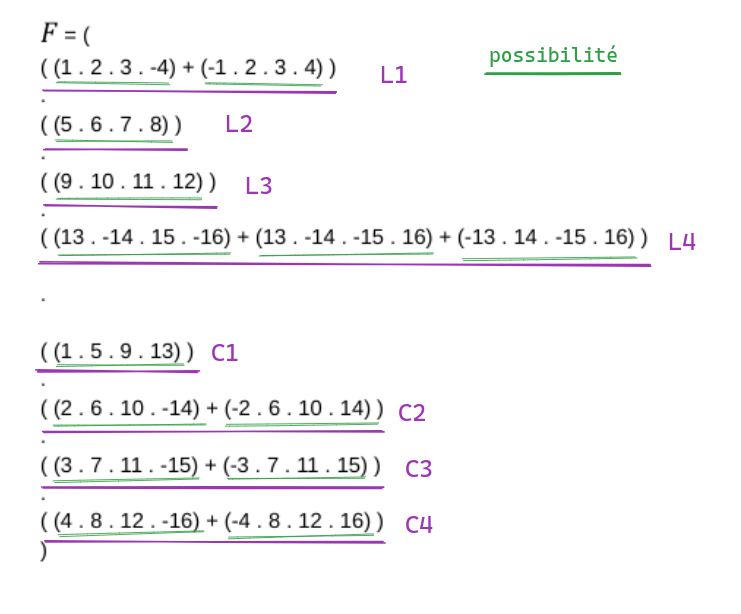 F = (
( (1 . 2 . 3 . -4) + (-1 . 2 . 3 . 4) ) L1
possibilité
.
( (5 . 6 . 7 . 8) ) L2
.
( (9 . 10 . 11 . 12) ) L3
.
( (13 . -14 . 15 . -16) + (13 . -14 . -15 . 16) + (-13 . 14 . -15 . 16) ) L4
.
( (1 . 5 . 9 . 13) ) C1
.
( (2 . 6 . 10 . -14) + (-2 . 6 . 10 . 14) ) C2
.
( (3 . 7 . 11 . -15) + (-3 . 7 . 11 . 15) ) C3
.
( (4 . 8 . 12 . -16) + (-4 . 8 . 12 . 16) ) C4
)